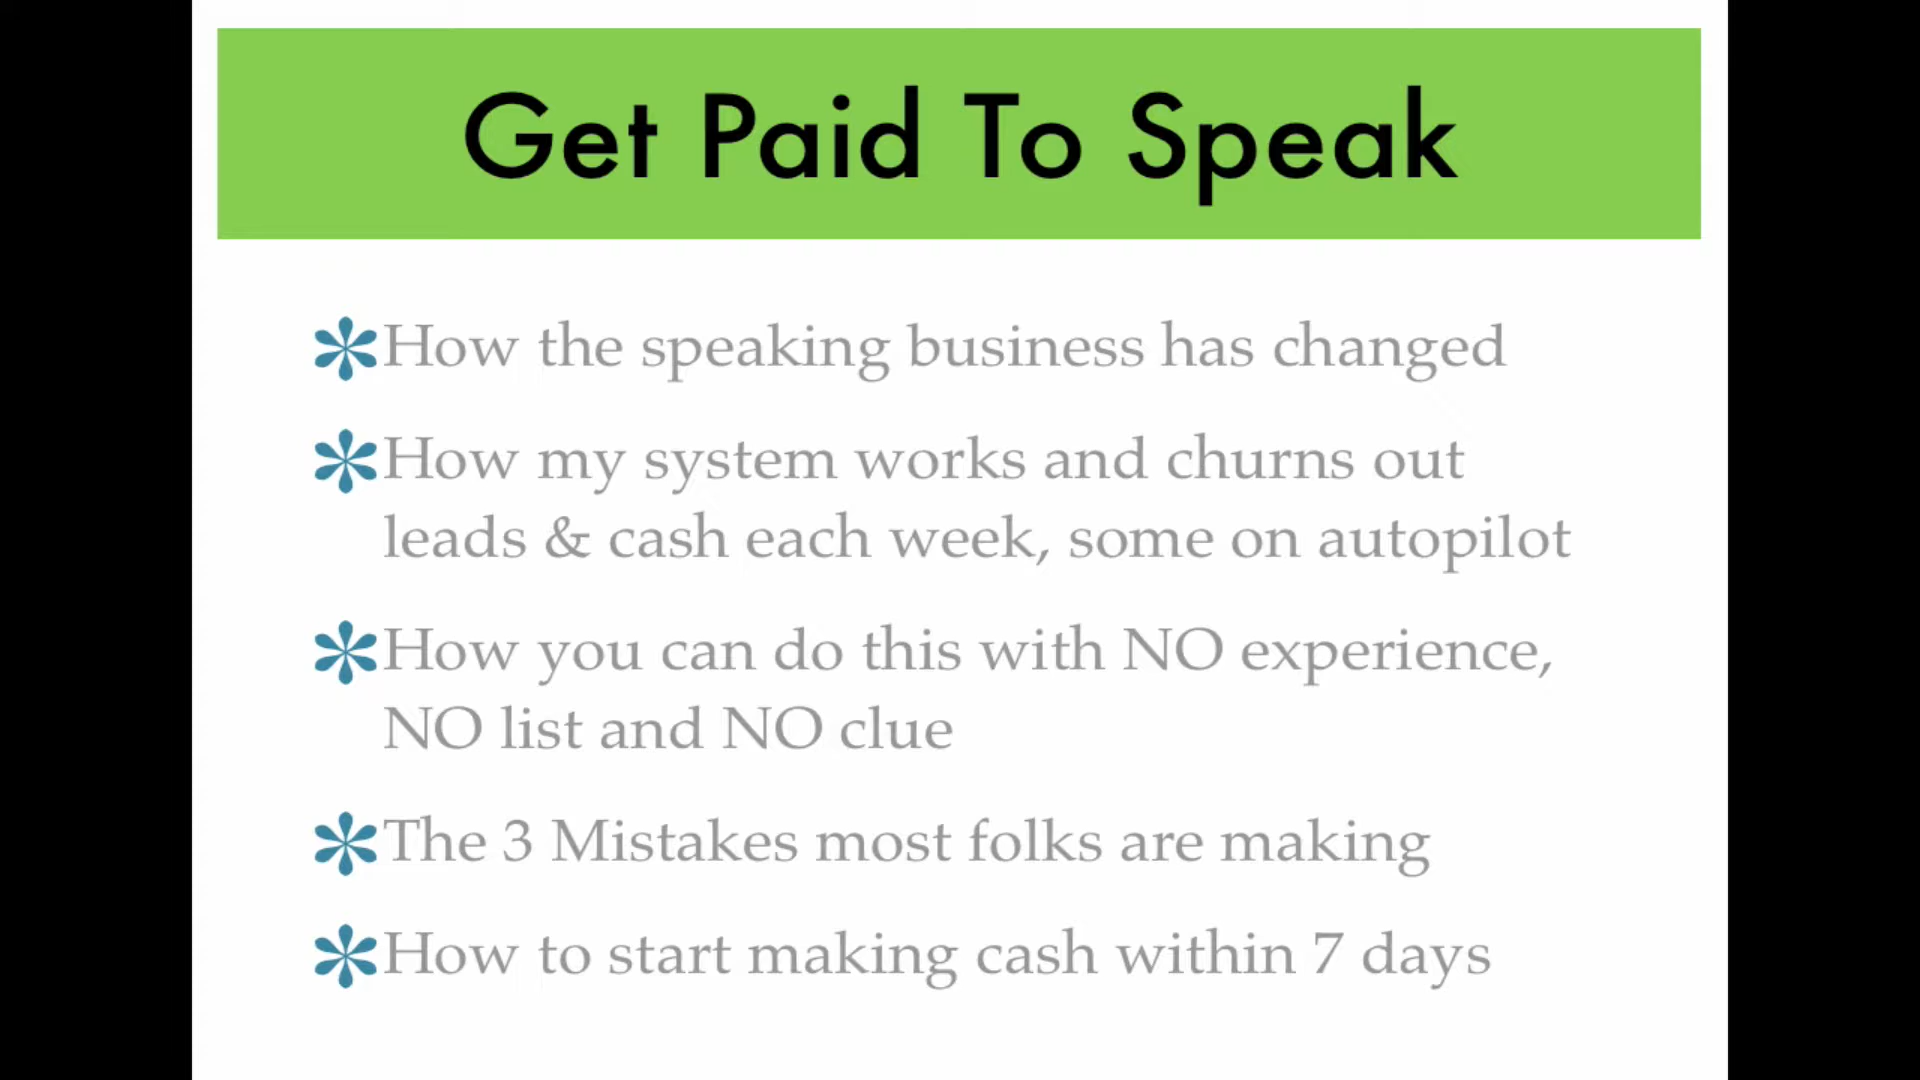 Get Paid To Speak
How the speaking business has changed
How my system works and churns out
leads & cash each week, some on autopilot
How you can do this with NO experience,
NO list and NO clue
The 3 Mistakes most folks are making
How to start making cash within 7 days